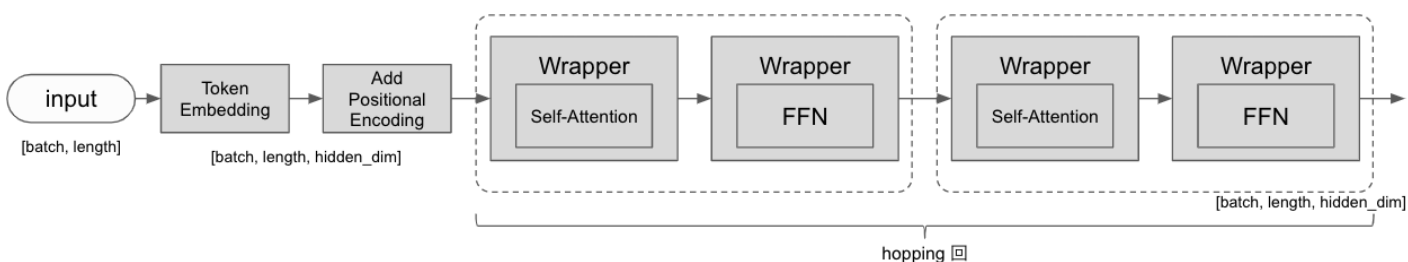 input
[batch, length]
Token
Embedding
Add
Positional
Encoding
[batch, length, hidden_dim]
Wrapper
Self-Attention
Wrapper
FFN
Wrapper
Self-Attention
Wrapper
FFN
[batch, length, hidden_dim]
hopping 回